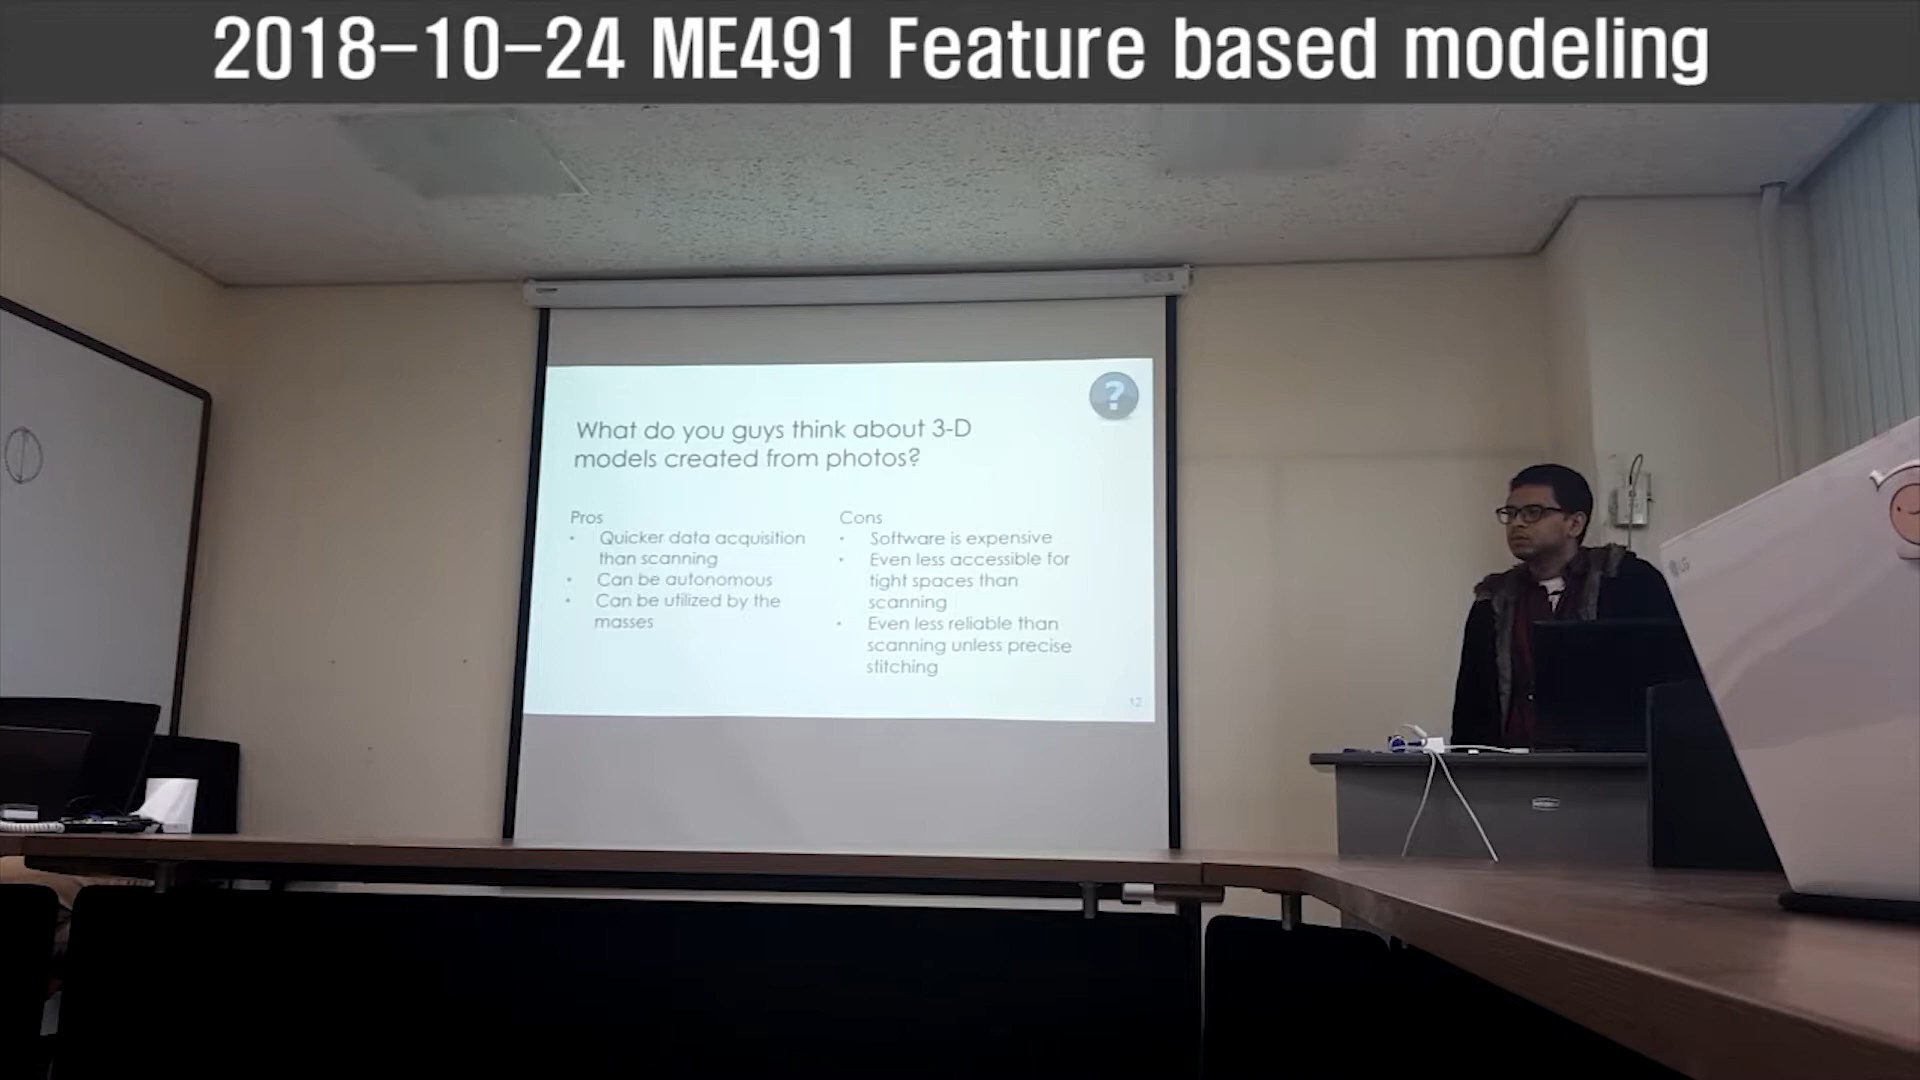 2018-10-24 ME491 Feature based modeling
?
What do you guys think about 3-D
models created from photos?
Pros
• Quicker data acquisition
than scanning
• Can be autonomous
• Can be utilized by the
masses
Cons
• Software is expensive
• Even less accessible for
tight spaces than
scanning
• Even less reliable than
scanning unless precise
stitching
12
LG